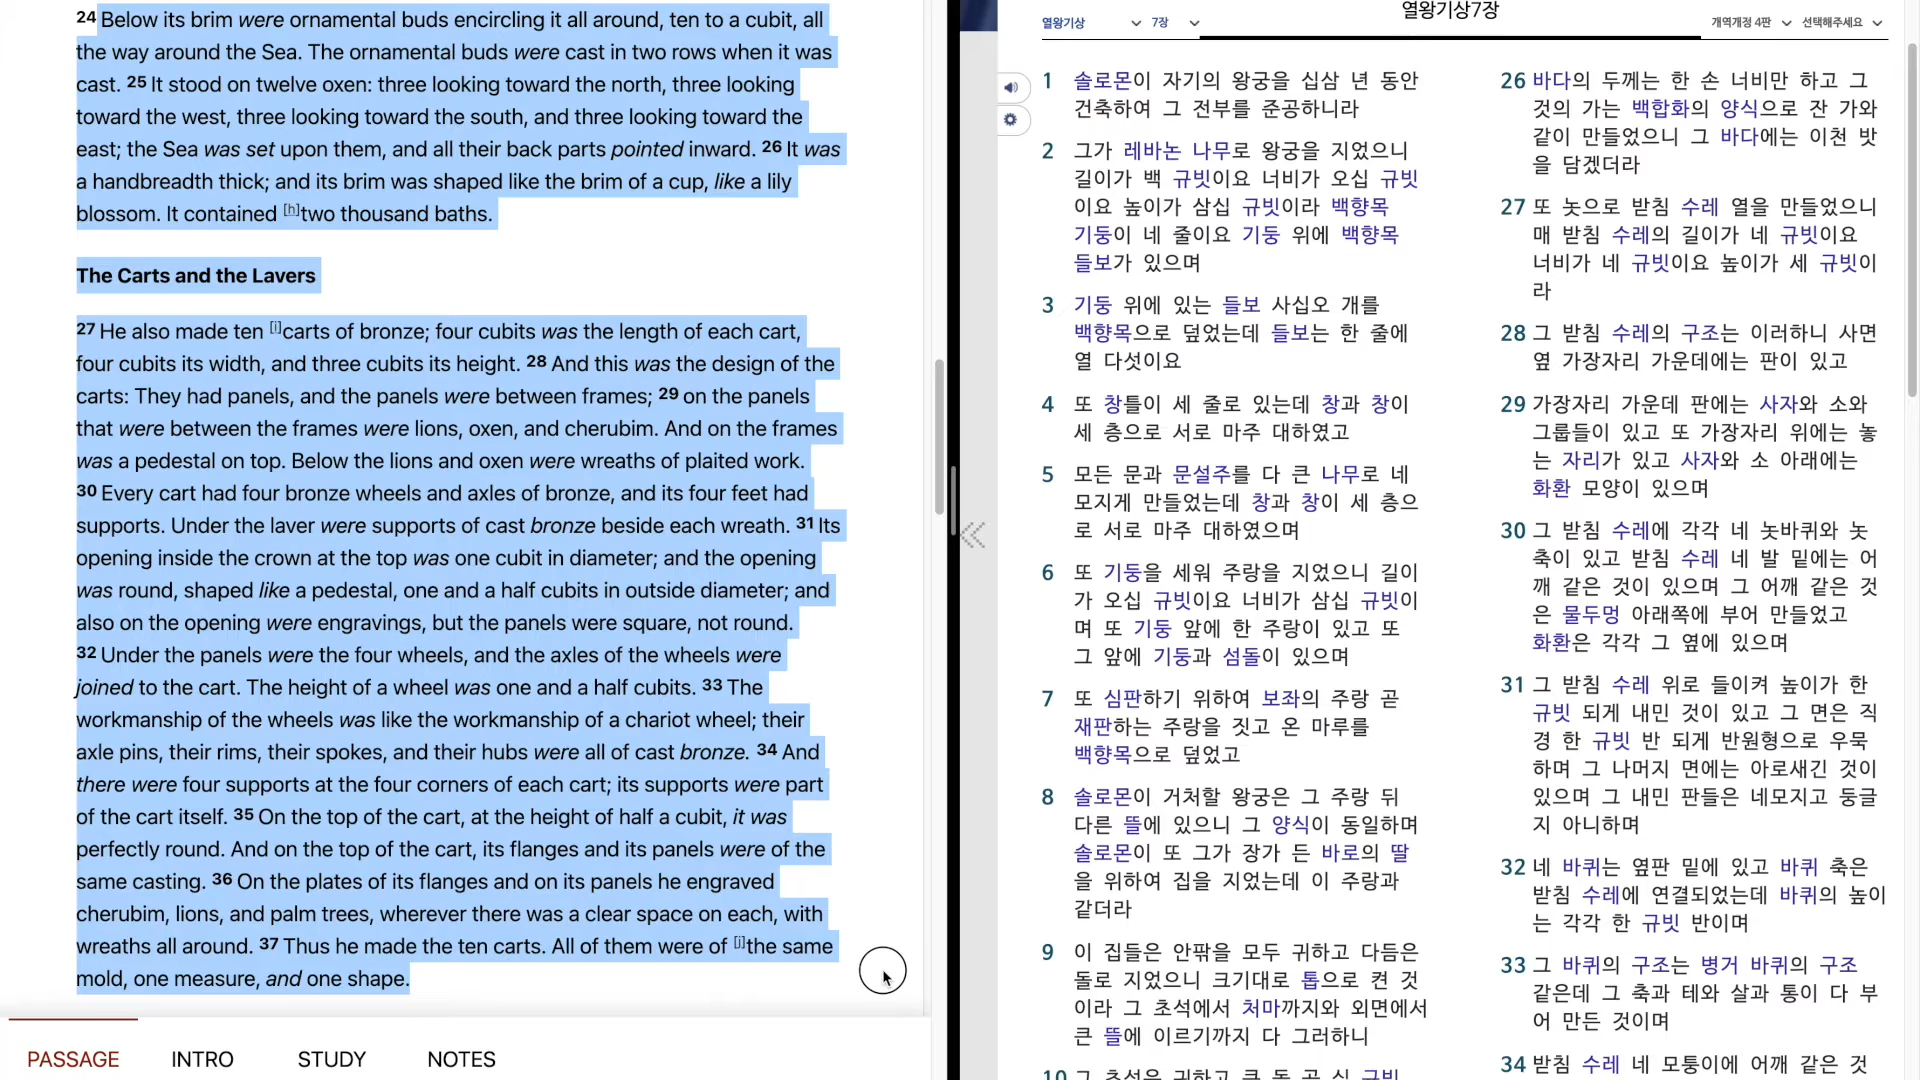 24 Below its brim were ornamental buds encircling it all around, ten to a cubit, all
the way around the Sea. The ornamental buds were cast in two rows when it was
cast. 25 It stood on twelve oxen: three looking toward the north, three looking
toward the west, three looking toward the south, and three looking toward the
east; the Sea was set upon them, and all their back parts pointed inward. 26 It was
a handbreadth thick; and its brim was shaped like the brim of a cup, like a lily
blossom. It contained [h]two thousand baths.
The Carts and the Lavers
27 He also made ten [i]carts of bronze; four cubits was the length of each cart,
four cubits its width, and three cubits its height. 28 And this was the design of the
carts: They had panels, and the panels were between frames; 29 on the panels
that were between the frames were lions, oxen, and cherubim. And on the frames
was a pedestal on top. Below the lions and oxen were wreaths of plaited work.
30 Every cart had four bronze wheels and axles of bronze, and its four feet had
supports. Under the laver were supports of cast bronze beside each wreath. 31 Its
opening inside the crown at the top was one cubit in diameter; and the opening
was round, shaped like a pedestal, one and a half cubits in outside diameter; and
also on the opening were engravings, but the panels were square, not round.
32 Under the panels were the four wheels, and the axles of the wheels were
joined to the cart. The height of a wheel was one and a half cubits. 33 The
workmanship of the wheels was like the workmanship of a chariot wheel; their
axle pins, their rims, their spokes, and their hubs were all of cast bronze. 34 And
there were four supports at the four corners of each cart; its supports were part
of the cart itself. 35 On the top of the cart, at the height of half a cubit, it was
perfectly round. And on the top of the cart, its flanges and its panels were of the
same casting. 36 On the plates of its flanges and on its panels he engraved
cherubim, lions, and palm trees, wherever there was a clear space on each, with
wreaths all around. 37 Thus he made the ten carts. All of them were of [j]the same
mold, one measure, and one shape.
PASSAGE INTRO STUDY NOTES
열왕기상 7장 열왕기상7장 개역개정 4판 선택해주세요
1 솔로몬이 자기의 왕궁을 십삼 년 동안
건축하여 그 전부를 준공하니라
2 그가 레바논 나무로 왕궁을 지었으니
길이가 백 규빗이요 너비가 오십 규빗
이요 높이가 삼십 규빗이라 백향목
기둥이 네 줄이요 기둥 위에 백향목
들보가 있으며
3 기둥 위에 있는 들보 사십오 개를
백향목으로 덮었는데 들보는 한 줄에
열 다섯이요
4 또 창틀이 세 줄로 있는데 창과 창이
세 층으로 서로 마주 대하였고
5 모든 문과 문설주를 다 큰 나무로 네
모지게 만들었는데 창과 창이 세 층으
로 서로 마주 대하였으며
6 또 기둥을 세워 주랑을 지었으니 길이
가 오십 규빗이요 너비가 삼십 규빗이
며 또 기둥 앞에 한 주랑이 있고 또
그 앞에 기둥과 섬돌이 있으며
7 또 심판하기 위하여 보좌의 주랑 곧
재판하는 주랑을 짓고 온 마루를
백향목으로 덮었고
8 솔로몬이 거처할 왕궁은 그 주랑 뒤
다른 뜰에 있으니 그 양식이 동일하며
솔로몬이 또 그가 장가 든 바로의 딸
을 위하여 집을 지었는데 이 주랑과
같더라
9 이 집들은 안팎을 모두 귀하고 다듬은
돌로 지었으니 크기대로 톱으로 켠 것
이라 그 초석에서 처마까지와 외면에서
큰 뜰에 이르기까지 다 그러하니
10 그 초석은 귀하고 큰 돌 곧 십 규빗
26 바다의 두께는 한 손 너비만 하고 그
것의 가는 백합화의 양식으로 잔 가와
같이 만들었으니 그 바다에는 이천 밧
을 담겠더라
27 또 놋으로 받침 수레 열을 만들었으니
매 받침 수레의 길이가 네 규빗이요
너비가 네 규빗이요 높이가 세 규빗이
라
28 그 받침 수레의 구조는 이러하니 사면
옆 가장자리 가운데에는 판이 있고
29 가장자리 가운데 판에는 사자와 소와
그룹들이 있고 또 가장자리 위에는 놓
는 자리가 있고 사자와 소 아래에는
화환 모양이 있으며
30 그 받침 수레에 각각 네 놋바퀴와 놋
축이 있고 받침 수레 네 발 밑에는 어
깨 같은 것이 있으며 그 어깨 같은 것
은 물두멍 아래쪽에 부어 만들었고
화환은 각각 그 옆에 있으며
31 그 받침 수레 위로 들이켜 높이가 한
규빗 되게 내민 것이 있고 그 면은 직
경 한 규빗 반 되게 반원형으로 우묵
하며 그 나머지 면에는 아로새긴 것이
있으며 그 내민 판들은 네모지고 둥글
지 아니하며
32 네 바퀴는 옆판 밑에 있고 바퀴 축은
받침 수레에 연결되었는데 바퀴의 높이
는 각각 한 규빗 반이며
33 그 바퀴의 구조는 병거 바퀴의 구조
같은데 그 축과 테와 살과 통이 다 부
어 만든 것이며
34 받침 수레 네 모퉁이에 어깨 같은 것